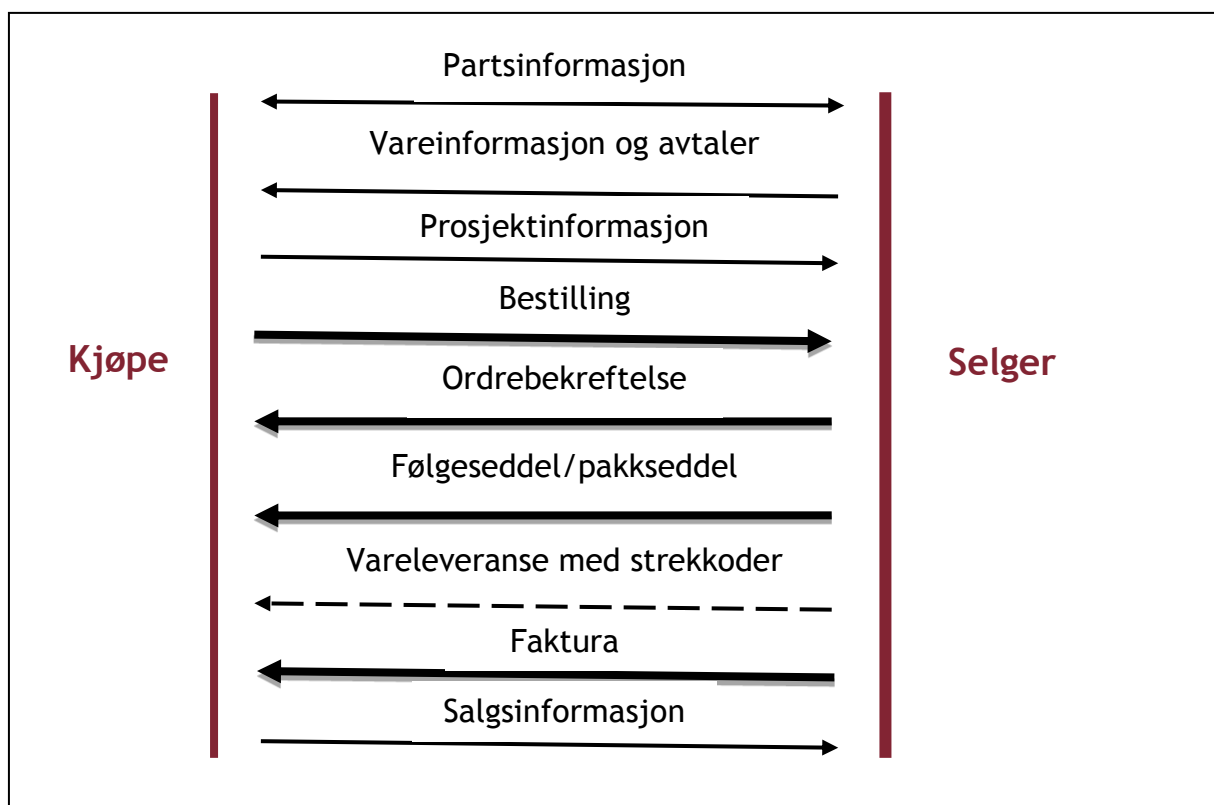 Partsinformasjon
Vareinformasjon og avtaler
Prosjektinformasjon
Bestilling
Kjøpe
Selger
Ordrebekreftelse
Følgeseddel/pakkseddel
Vareleveranse med strekkoder
Faktura
Salgsinformasjon